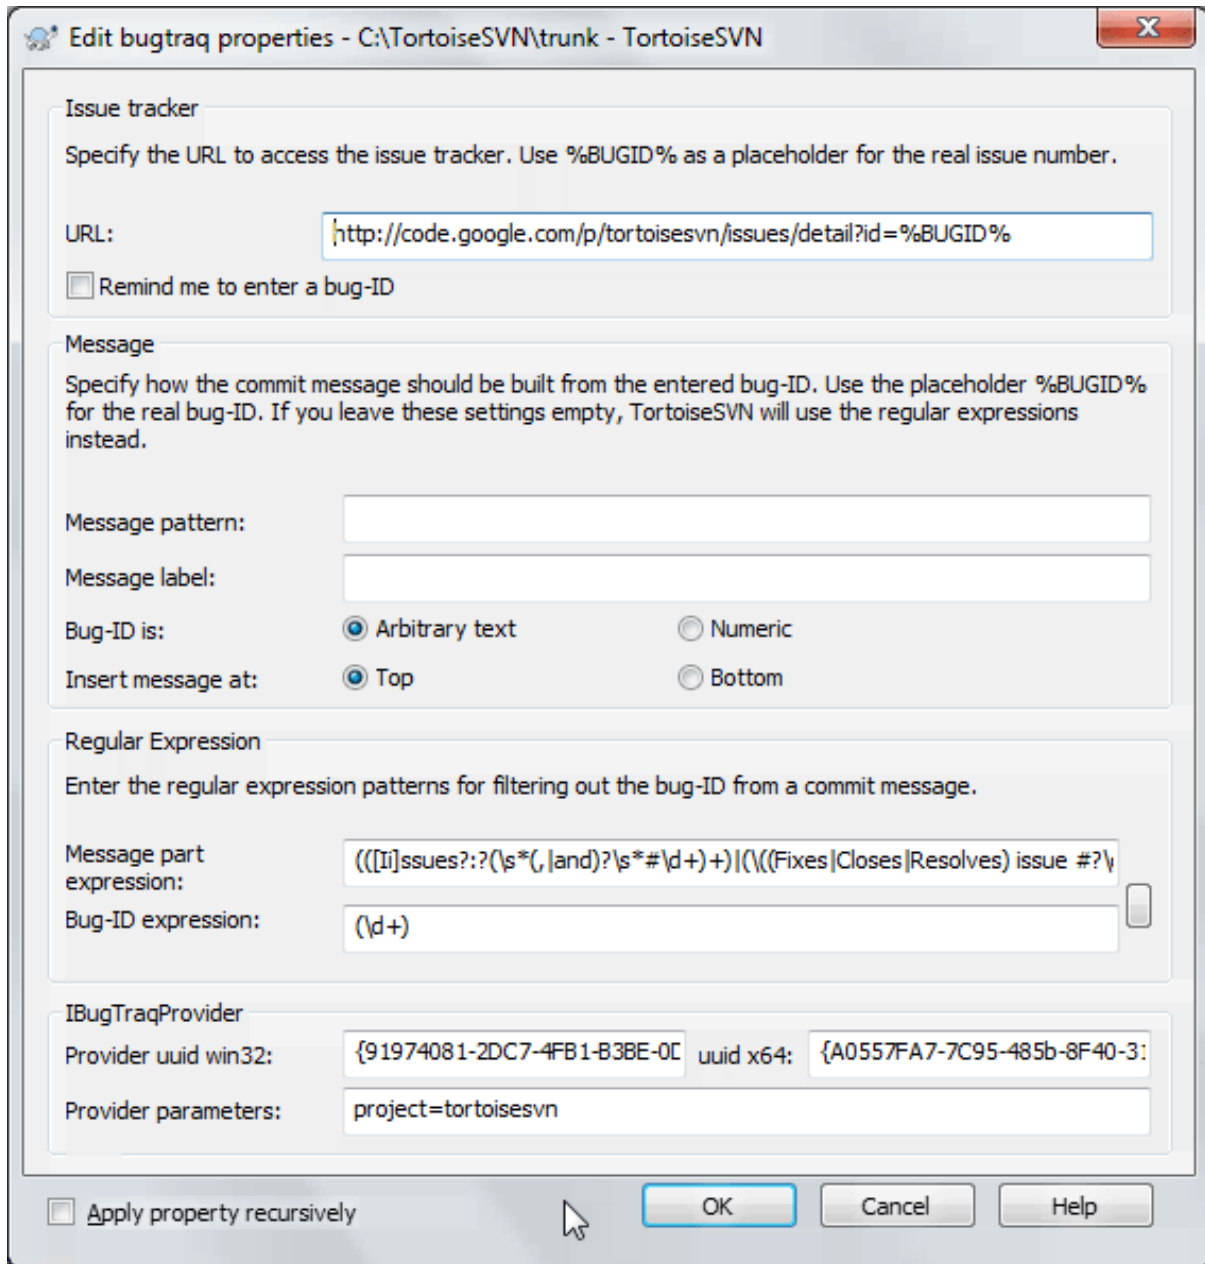 Edit bugtraq properties - C:\TortoiseSVN\trunk - TortoiseSVN
Issue tracker
Specify the URL to access the issue tracker. Use %BUGID% as a placeholder for the real issue number.
URL: http://code.google.com/p/tortoisesvn/issues/detail?id=%BUGID%
Remind me to enter a bug-ID
Message
Specify how the commit message should be built from the entered bug-ID. Use the placeholder %BUGID%
for the real bug-ID. If you leave these settings empty, TortoiseSVN will use the regular expressions
instead.
Message pattern:
Message label:
Bug-ID is: Arbitrary text Numeric
Insert message at: Top Bottom
Regular Expression
Enter the regular expression patterns for filtering out the bug-ID from a commit message.
Message part
expression: (([Ii]ssues?:?(\s*(,|and)?\s*#\d+)+)|(\((Fixes|Closes|Resolves) issue #?\
Bug-ID expression: (\d+)
IBugTraqProvider
Provider uuid win32: {91974081-2DC7-4FB1-B3BE-0D uuid x64: {A0557FA7-7C95-485b-8F40-31
Provider parameters: project=tortoisesvn
Apply property recursively OK Cancel Help